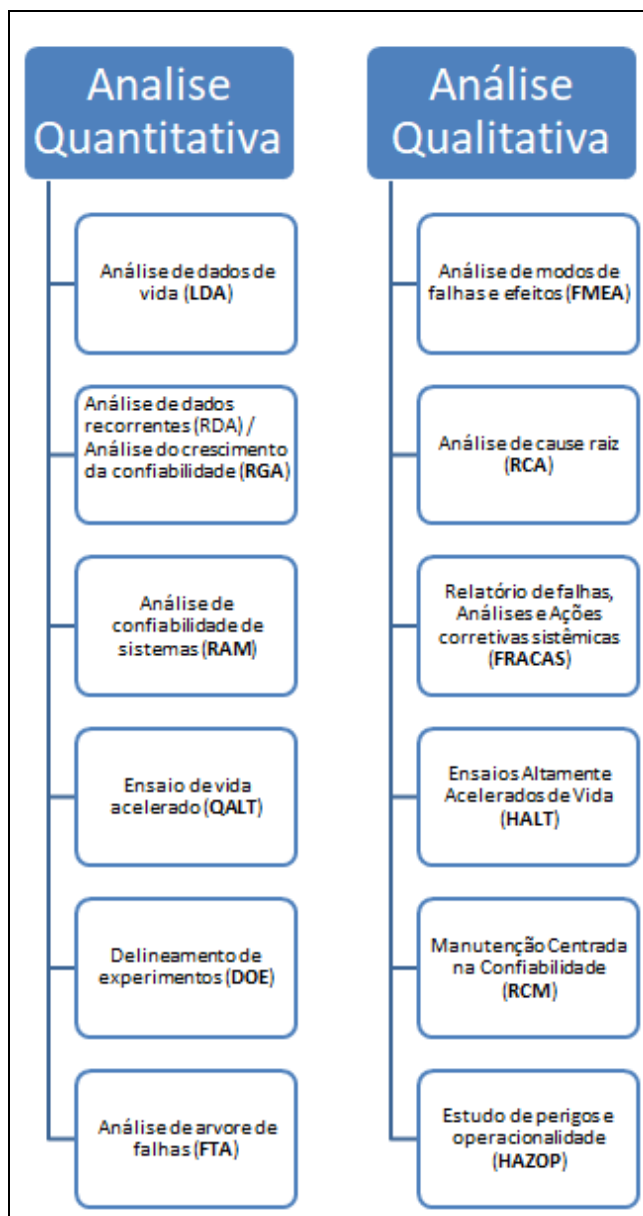 Analise
Quantitativa
Análise de dados de
vida (LDA)
Análise de dados
recorrentes (RDA) /
Análise do crescimento
da confiabilidade (RGA)
Análise de
confiabilidade de
sistemas (RAM)
Ensaio de vida
acelerado (QALT)
Delineamento de
experimentos (DOE)
Análise de arvore de
falhas (FTA)
Análise
Qualitativa
Análise de modos de
falhas e efeitos (FMEA)
Análise de cause raiz
(RCA)
Relatório de falhas,
Análises e Ações
corretivas sistêmicas
(FRACAS)
Ensaios Altamente
Acelerados de Vida
(HALT)
Manutenção Centrada
na Confiabilidade
(RCM)
Estudo de perigos e
operacionalidade
(HAZOP)